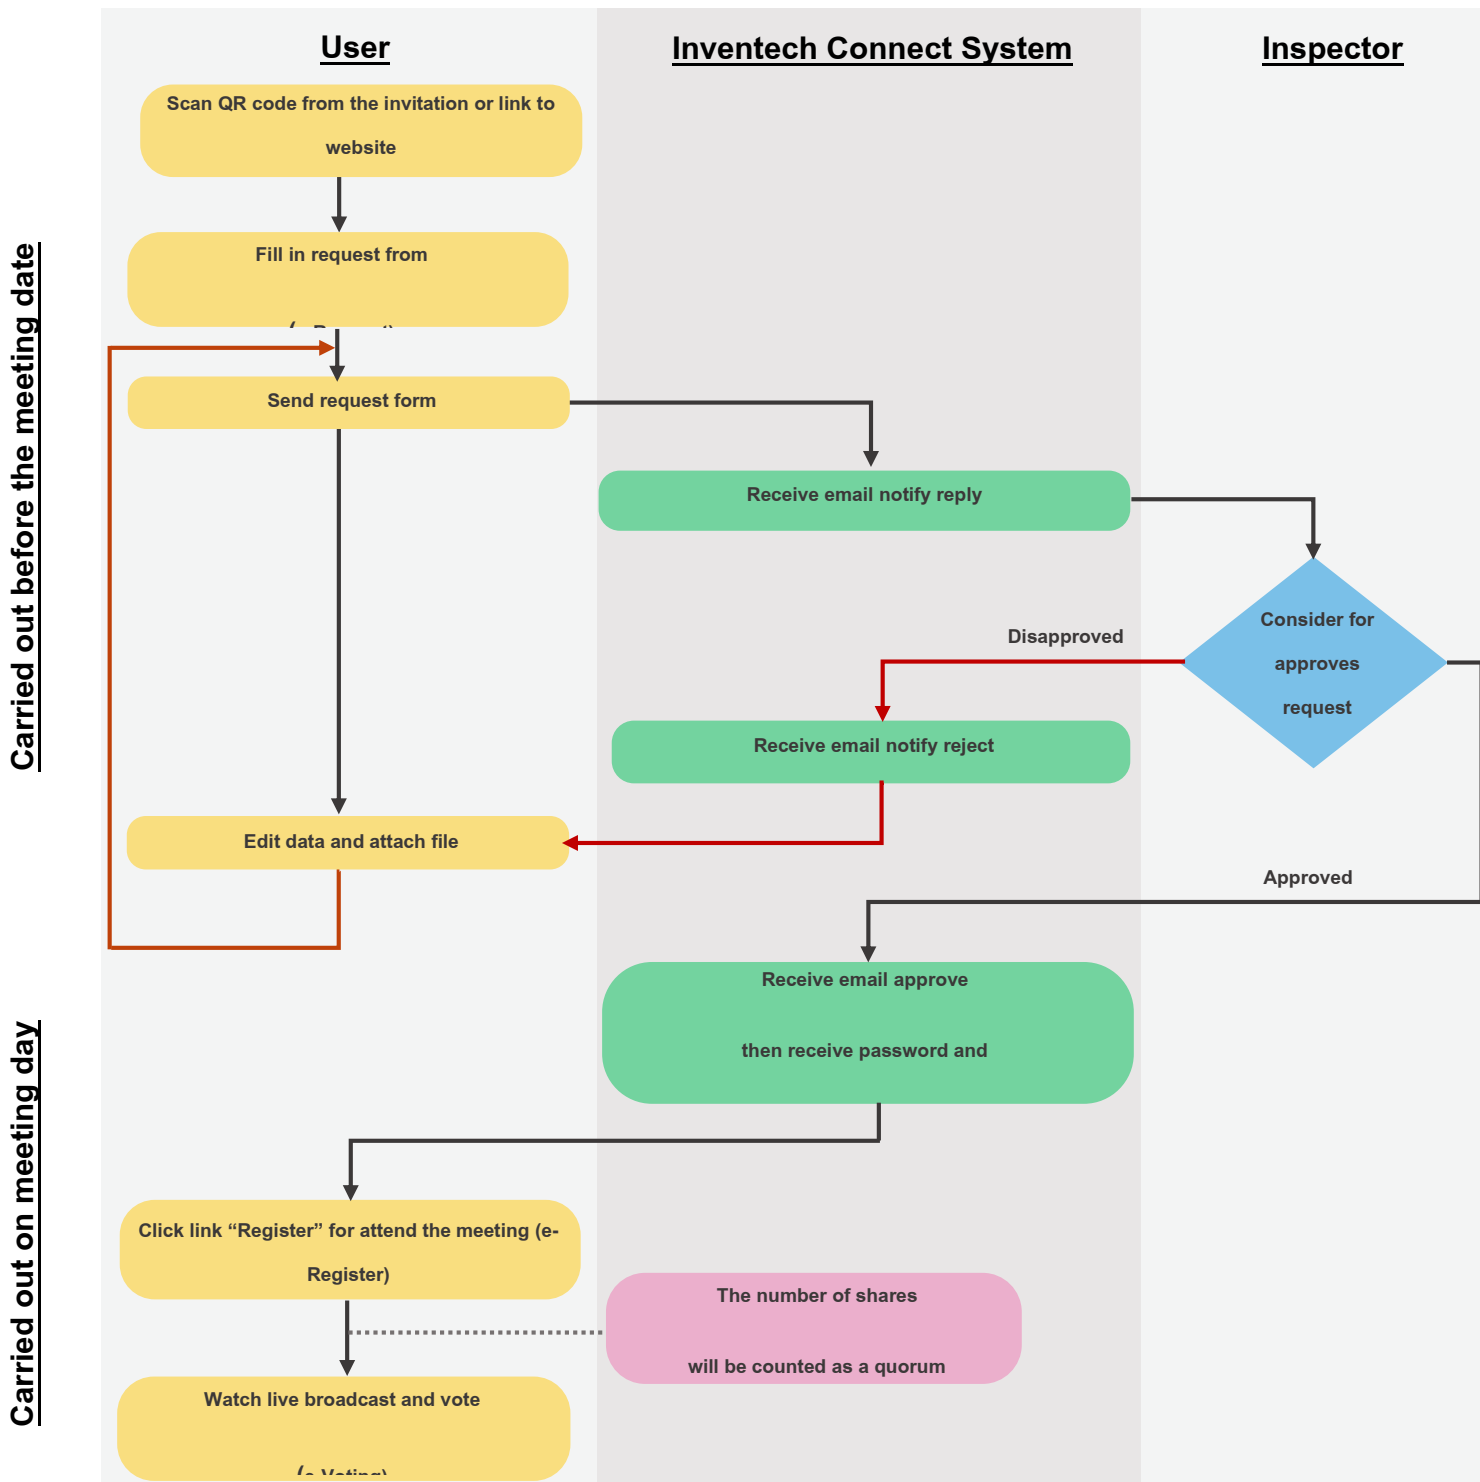 User
Inventech Connect System
Inspector
Carried out before the meeting date
Scan QR code from the invitation or link to
website
Fill in request from
Send request form
Receive email notify reply
Consider for
approves
request
Disapproved
Receive email notify reject
Edit data and attach file
Approved
Receive email approve
then receive password and
Carried out on meeting day
Click link “Register” for attend the meeting (e-
Register)
The number of shares
will be counted as a quorum
Watch live broadcast and vote
(e-Voting)